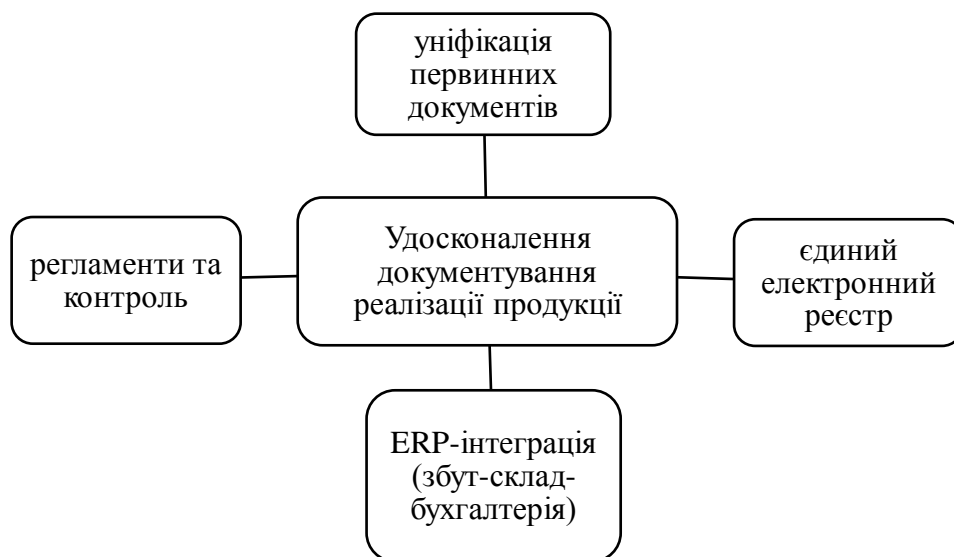 уніфікація
первинних
документів
регламенти та
контроль
Удосконалення
документування
реалізації продукції
єдиний
електронний
реєстр
ERP-інтеграція
(збут-склад-
бухгалтерія)